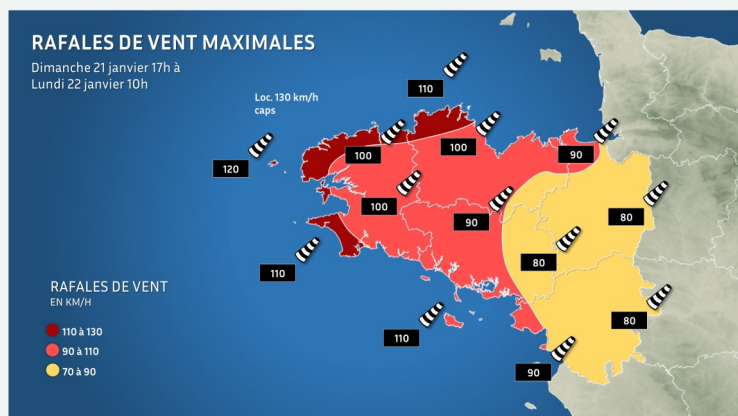 RAFALES DE VENT MAXIMALES
Dimanche 21 janvier 17h à
Lundi 22 janvier 10h
110
Loc. 130 km/h
caps
120
100
100
90
100
90
80
110
80
110
80
90
RAFALES DE VENT
EN KM/H
110 à 130
90 à 110
70 à 90